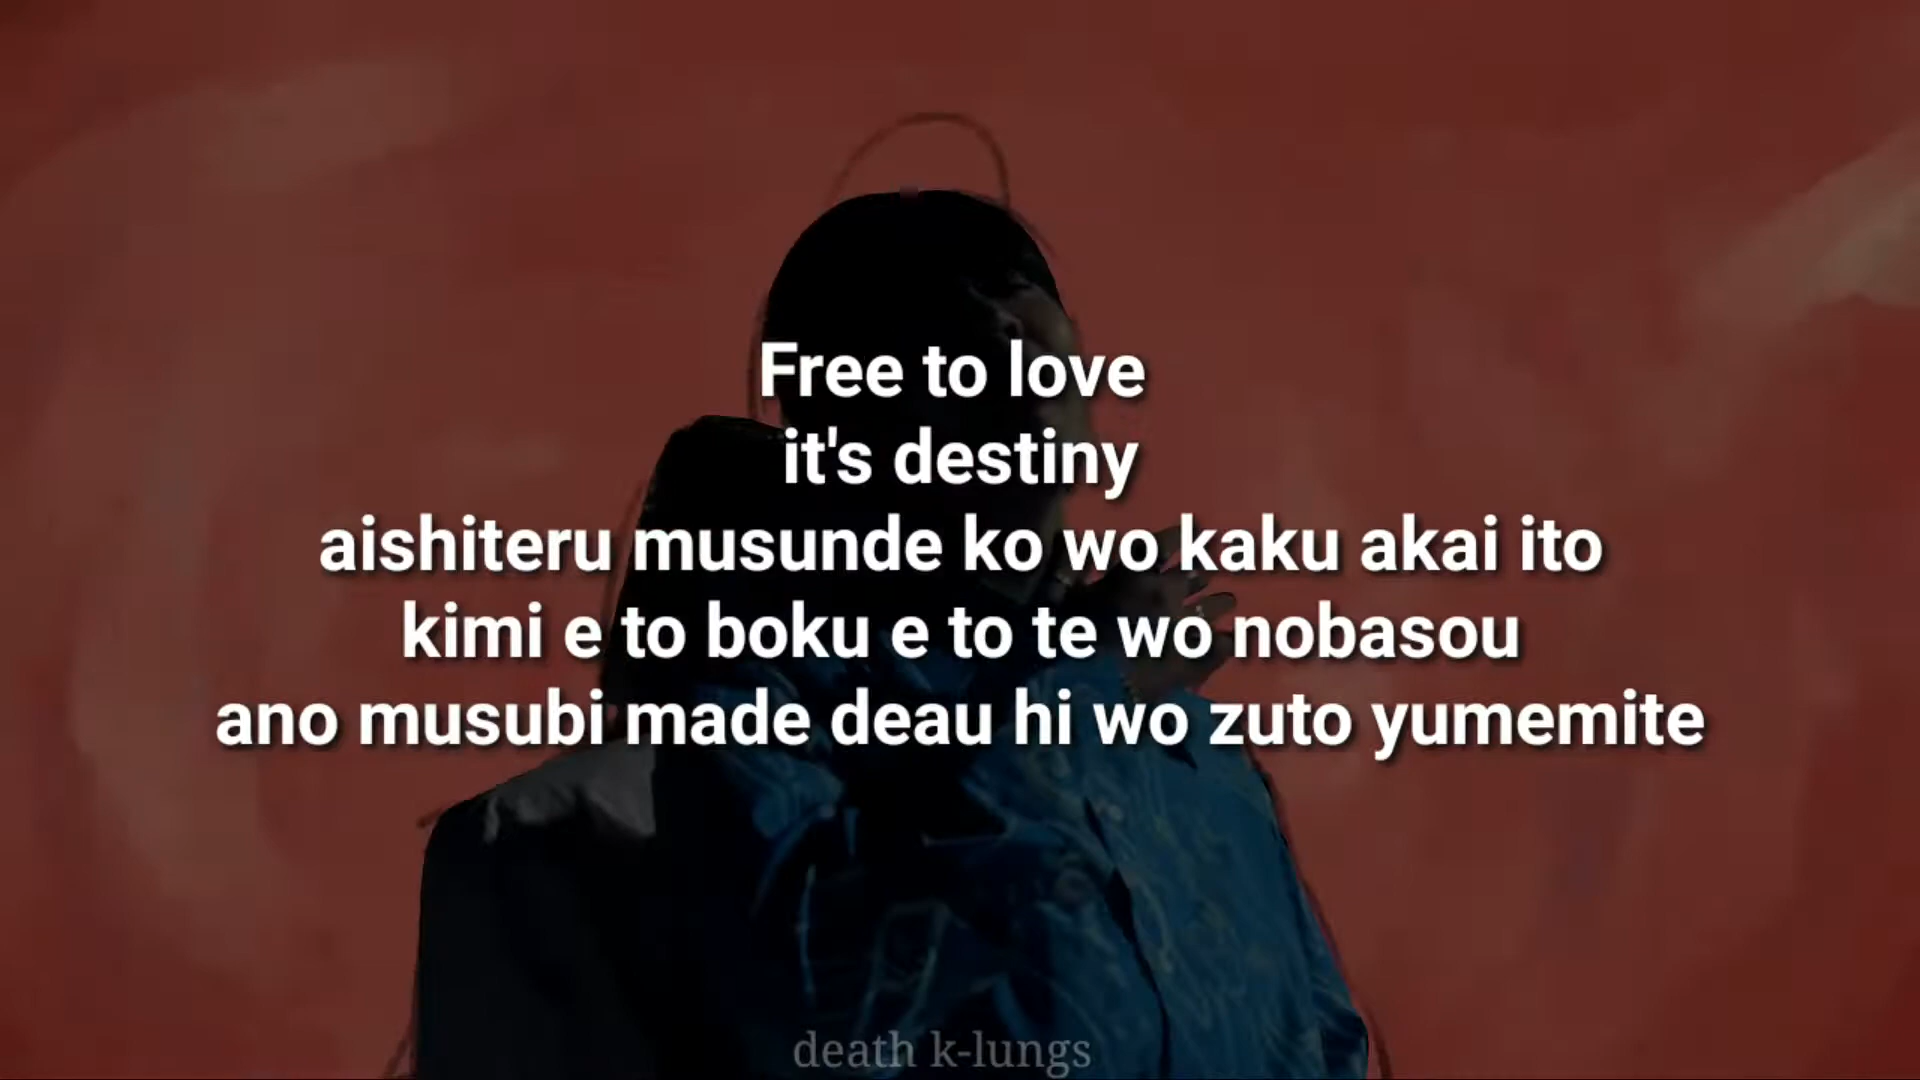 Free to love
it's destiny
aishiteru musunde ko wo kaku akai ito
kimi e to boku e to te wo nobasou
ano musubi made deau hi wo zuto yumemite
death k-lungs